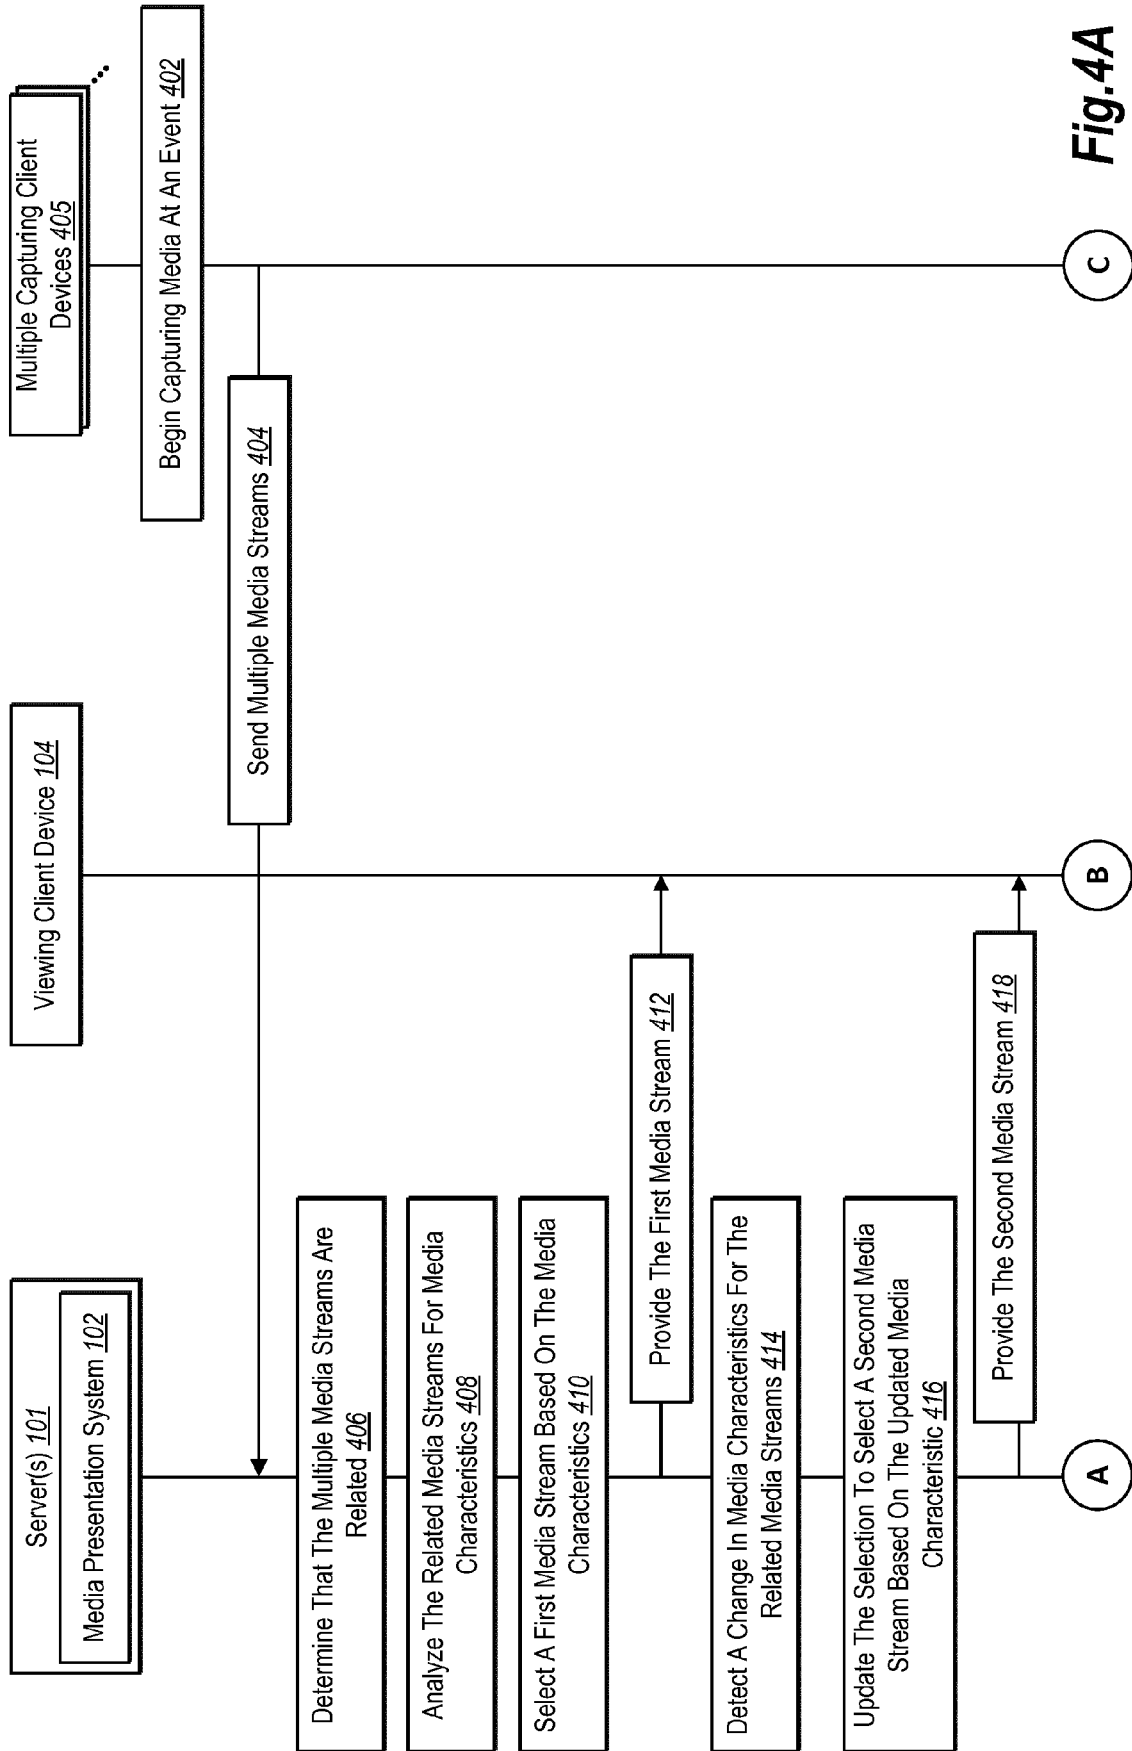 Server(s) 101
Media Presentation System 102
Viewing Client Device 104
Multiple Capturing Client
Devices 405
Begin Capturing Media At An Event 402
Send Multiple Media Streams 404
Determine That The Multiple Media Streams Are
Related 406
Analyze The Related Media Streams For Media
Characteristics 408
Select A First Media Stream Based On The Media
Characteristics 410
Provide The First Media Stream 412
Detect A Change In Media Characteristics For The
Related Media Streams 414
Update The Selection To Select A Second Media
Stream Based On The Updated Media
Characteristic 416
Provide The Second Media Stream 418
A
B
C
Fig.4A